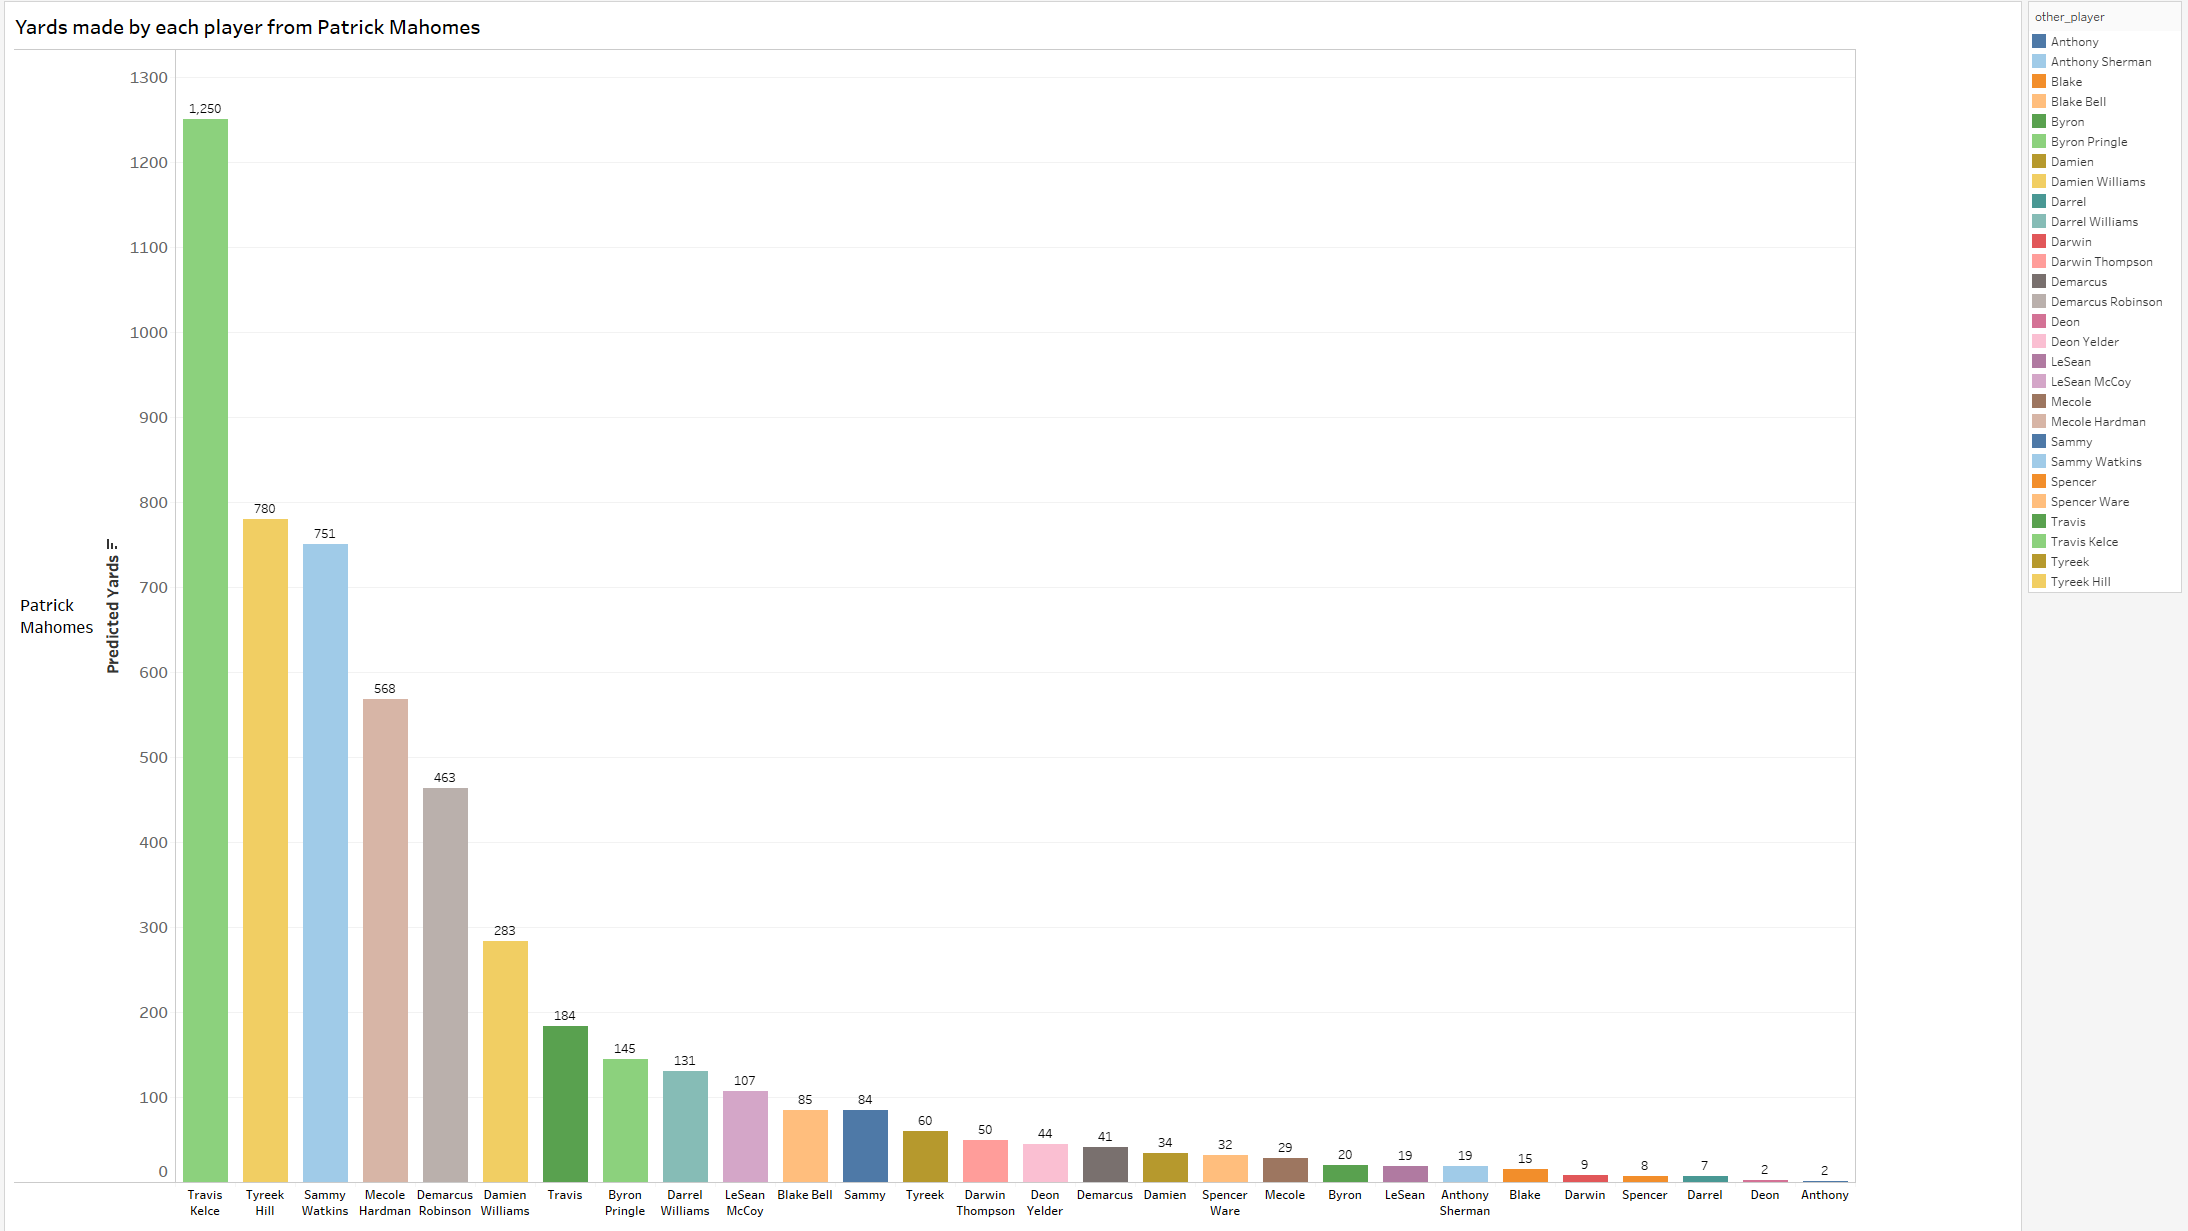 Yards made by each player from Patrick Mahomes
Patrick
Mahomes
Predicted Yards
1300
1200
1100
1000
900
800
700
600
500
400
300
200
100
0
1,250
780
751
568
463
283
184
145
131
107
85
84
60
50
44
41
34
32
29
20
19
19
15
9
8
7
2
2
Travis
Kelce
Tyreek
Hill
Sammy
Watkins
Mecole
Hardman
Demarcus
Robinson
Damien
Williams
Travis
Byron
Pringle
Darrel
Williams
LeSean
McCoy
Blake Bell
Sammy
Tyreek
Darwin
Thompson
Deon
Yelder
Demarcus
Damien
Spencer
Ware
Mecole
Byron
LeSean
Anthony
Sherman
Blake
Darwin
Spencer
Darrel
Deon
Anthony
other_player
Anthony
Anthony Sherman
Blake
Blake Bell
Byron
Byron Pringle
Damien
Damien Williams
Darrel
Darrel Williams
Darwin
Darwin Thompson
Demarcus
Demarcus Robinson
Deon
Deon Yelder
LeSean
LeSean McCoy
Mecole
Mecole Hardman
Sammy
Sammy Watkins
Spencer
Spencer Ware
Travis
Travis Kelce
Tyreek
Tyreek Hill